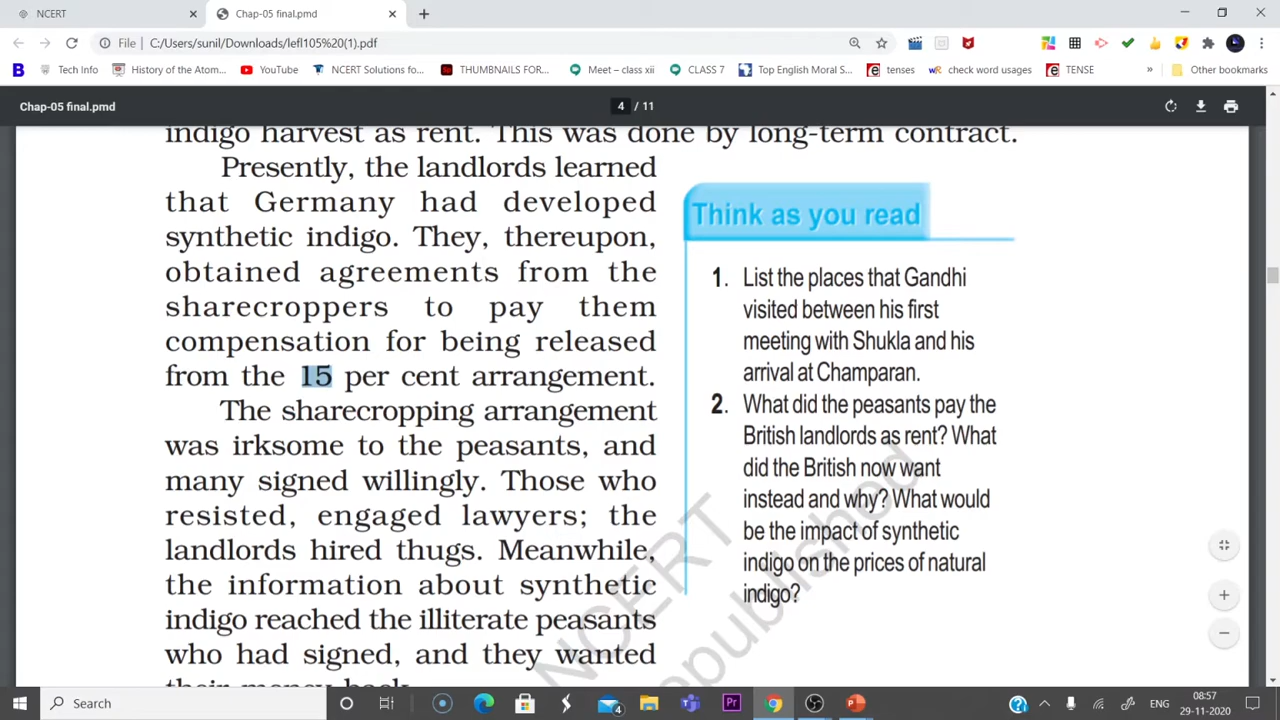 NCERT
Chap-05 final.pmd
File
C:/Users/sunil/Downloads/lefl105%20(1).pdf
Tech Info
History of the Atom...
YouTube
NCERT Solutions fo...
THUMBNAILS FOR...
Meet – class xii
CLASS 7
Top English Moral S...
tenses
check word usages
TENSE
»
Other bookmarks
Chap-05 final.pmd
4 / 11
indigo harvest as rent. This was done by long-term contract.
Presently, the landlords learned
that Germany had developed
synthetic indigo. They, thereupon,
obtained agreements from the
sharecroppers to pay them
compensation for being released
from the 15 per cent arrangement.
The sharecropping arrangement
was irksome to the peasants, and
many signed willingly. Those who
resisted, engaged lawyers; the
landlords hired thugs. Meanwhile,
the information about synthetic
indigo reached the illiterate peasants
who had signed, and they wanted
their money back.
Think as you read
1. List the places that Gandhi
visited between his first
meeting with Shukla and his
arrival at Champaran.
2. What did the peasants pay the
British landlords as rent? What
did the British now want
instead and why? What would
be the impact of synthetic
indigo on the prices of natural
indigo?
NCERT
republished
Search
4
Pr
ENG
08:57
29-11-2020